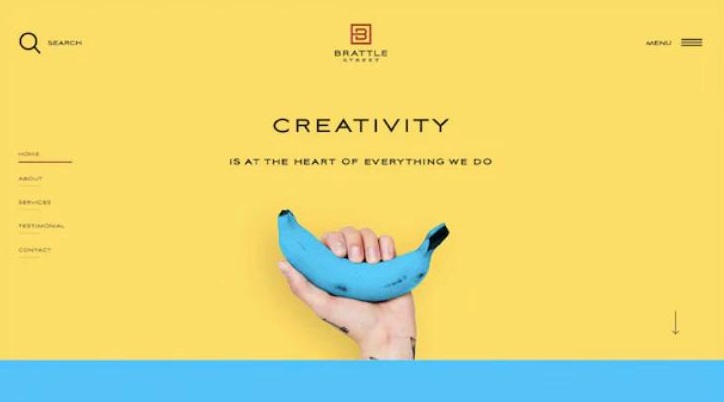 SEARCH
BRATTLE
STREET
MENU
CREATIVITY
IS AT THE HEART OF EVERYTHING WE DO
HOME
ABOUT
SERVICES
TESTIMONIAL
CONTACT